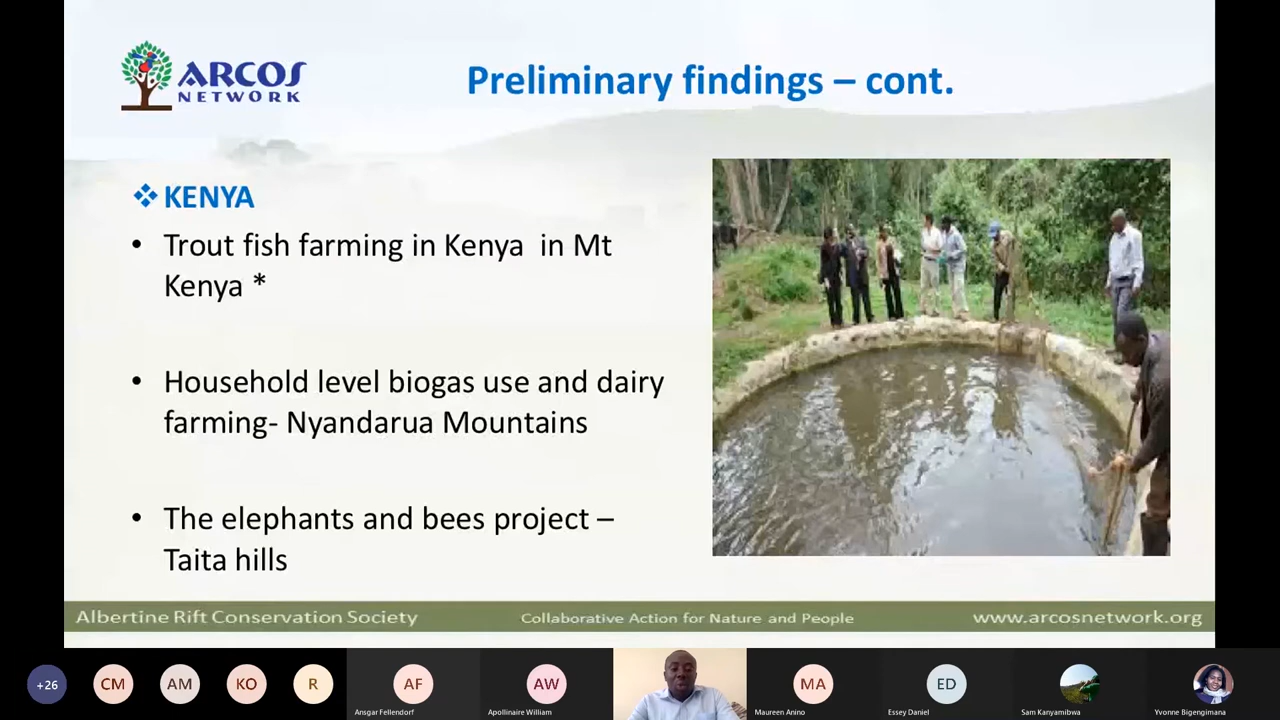 ARCOS
NETWORK
Preliminary findings – cont.
❖ KENYA
• Trout fish farming in Kenya in Mt
Kenya *
• Household level biogas use and dairy
farming- Nyandarua Mountains
• The elephants and bees project –
Taita hills
Albertine Rift Conservation Society
Collaborative Action for Nature and People
www.arcosnetwork.org
+26
CM
AM
KO
R
AF
Ansgar Fellendorf
AW
Apollinaire William
MA
Maureen Anino
ED
Essey Daniel
Sam Kanyamibwa
Yvonne Bigengimana